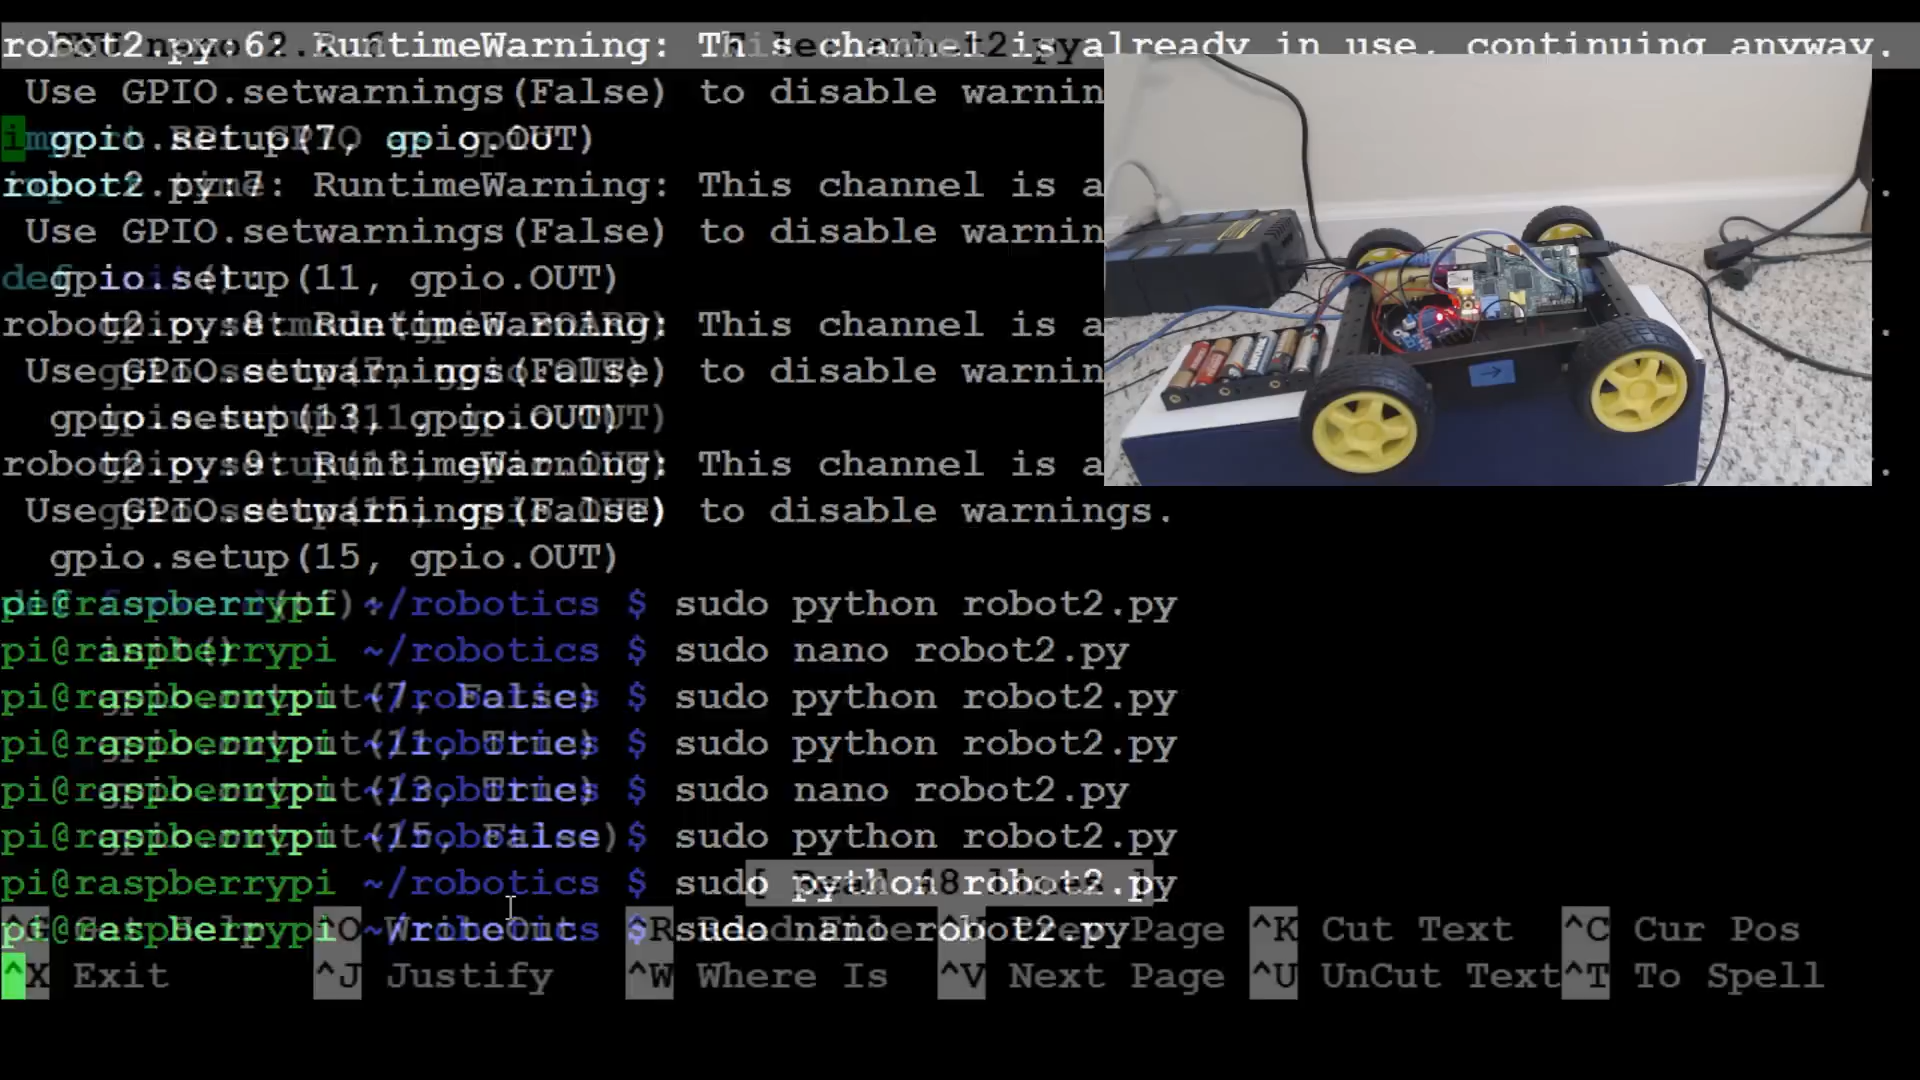 robot2.py:6: RuntimeWarning: This channel is already in use, continuing anyway.
Use GPIO.setwarnings(False) to disable warnin
gpio.setup(7, gpio.OUT)
robot2.py:7: RuntimeWarning: This channel is a
Use GPIO.setwarnings(False) to disable warnin
gpio.setup(11, gpio.OUT)
robot2.py:8: RuntimeWarning: This channel is a
Use GPIO.setwarnings(False) to disable warnin
gpio.setup(13, gpio.OUT)
robot2.py:9: RuntimeWarning: This channel is a
Use GPIO.setwarnings(False) to disable warnings.
gpio.setup(15, gpio.OUT)
pi@raspberrypi ~/robotics $ sudo python robot2.py
pi@raspberrypi ~/robotics $ sudo nano robot2.py
pi@raspberrypi ~/robotics $ sudo python robot2.py
pi@raspberrypi ~/robotics $ sudo python robot2.py
pi@raspberrypi ~/robotics $ sudo nano robot2.py
pi@raspberrypi ~/robotics $ sudo python robot2.py
pi@raspberrypi ~/robotics $ sudo python robot2.py
pi@raspberrypi ~/robotics $ sudo nano robot2.py
^G Get Help ^O WriteOut ^R Read File ^Y Prev Page ^K Cut Text ^C Cur Pos
^X Exit ^J Justify ^W Where Is ^V Next Page ^U UnCut Text ^T To Spell